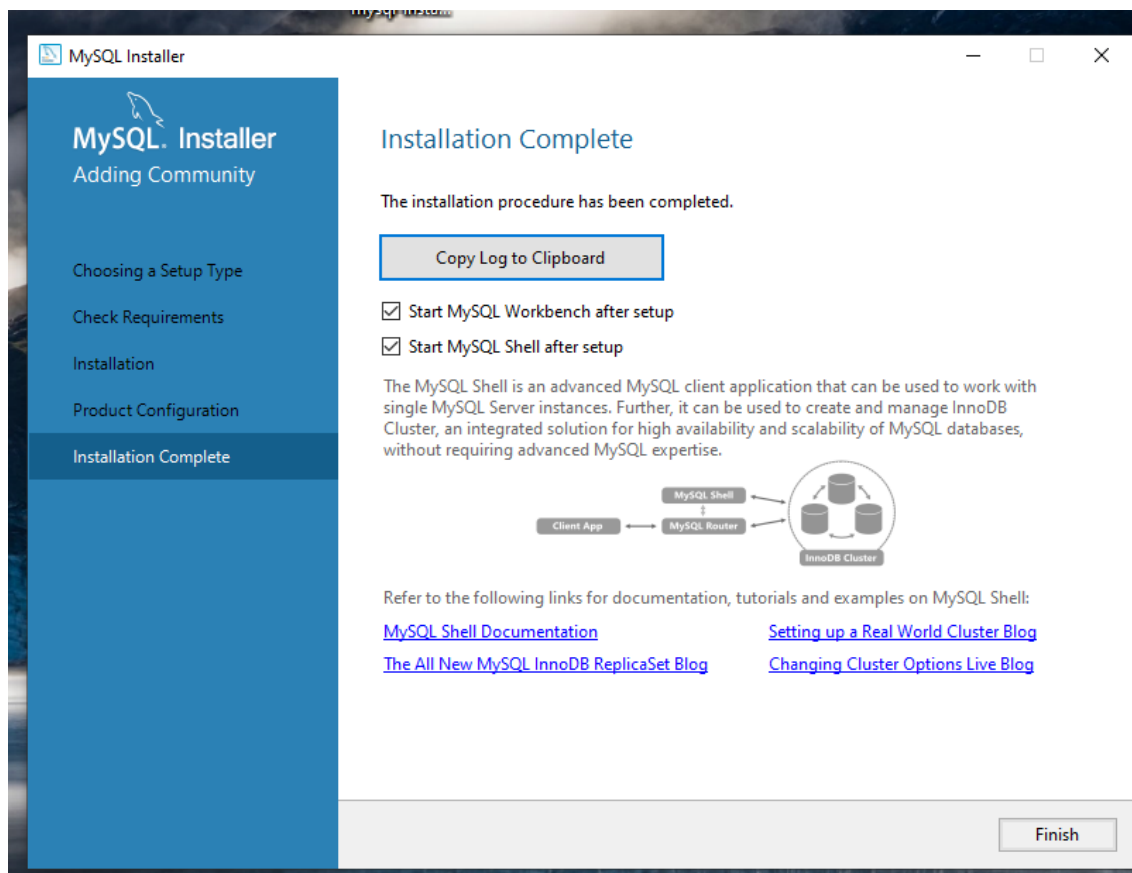 MySQL Installer
MySQL. Installer
Adding Community
Choosing a Setup Type
Check Requirements
Installation
Product Configuration
Installation Complete
Installation Complete
The installation procedure has been completed.
Copy Log to Clipboard
Start MySQL Workbench after setup
Start MySQL Shell after setup
The MySQL Shell is an advanced MySQL client application that can be used to work with
single MySQL Server instances. Further, it can be used to create and manage InnoDB
Cluster, an integrated solution for high availability and scalability of MySQL databases,
without requiring advanced MySQL expertise.
MySQL Shell
Client App
MySQL Router
InnoDB Cluster
Refer to the following links for documentation, tutorials and examples on MySQL Shell:
MySQL Shell Documentation
Setting up a Real World Cluster Blog
The All New MySQL InnoDB ReplicaSet Blog
Changing Cluster Options Live Blog
Finish